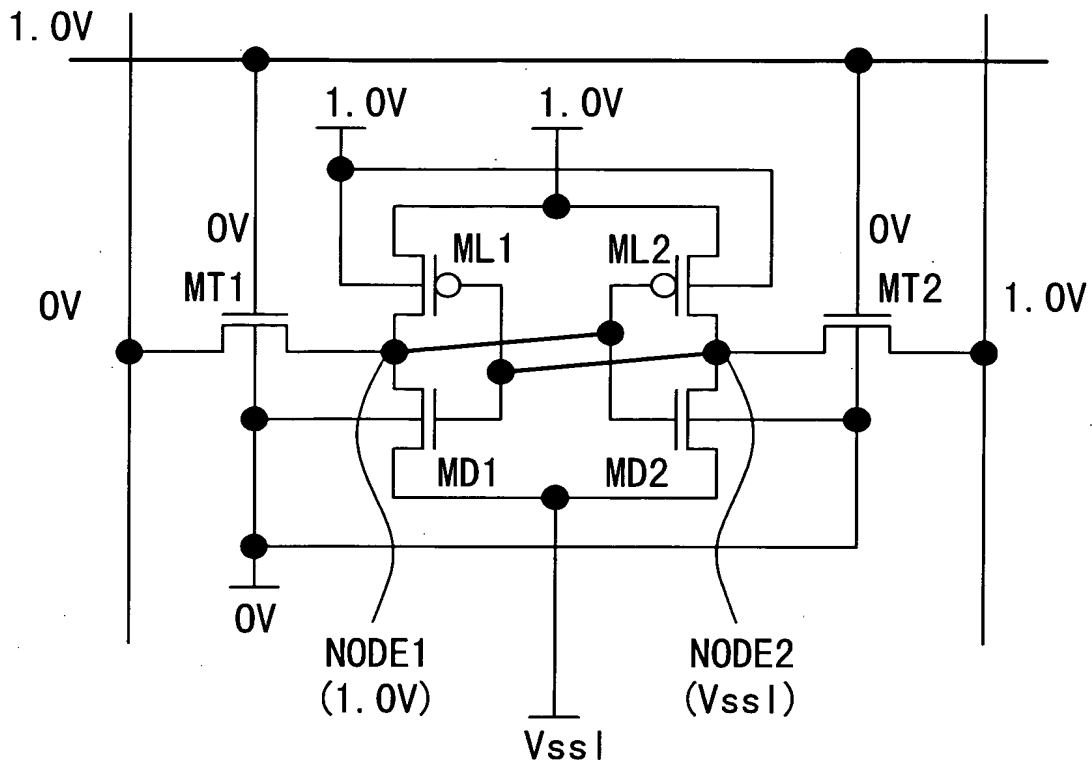 1.0V
1.0V 1.0V
0V ML1 ML2 0V
MT1 MT2
0V 1.0V
MD1 MD2
0V
NODE1 NODE2
(1.0V) (Vssl)
Vssl